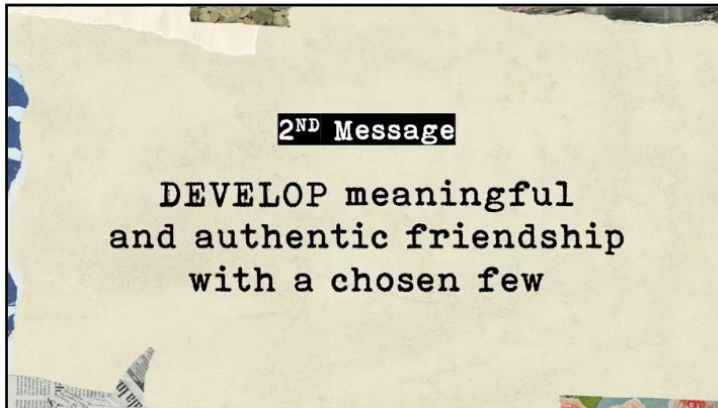 2ND Message
DEVELOP meaningful
and authentic friendship
with a chosen few